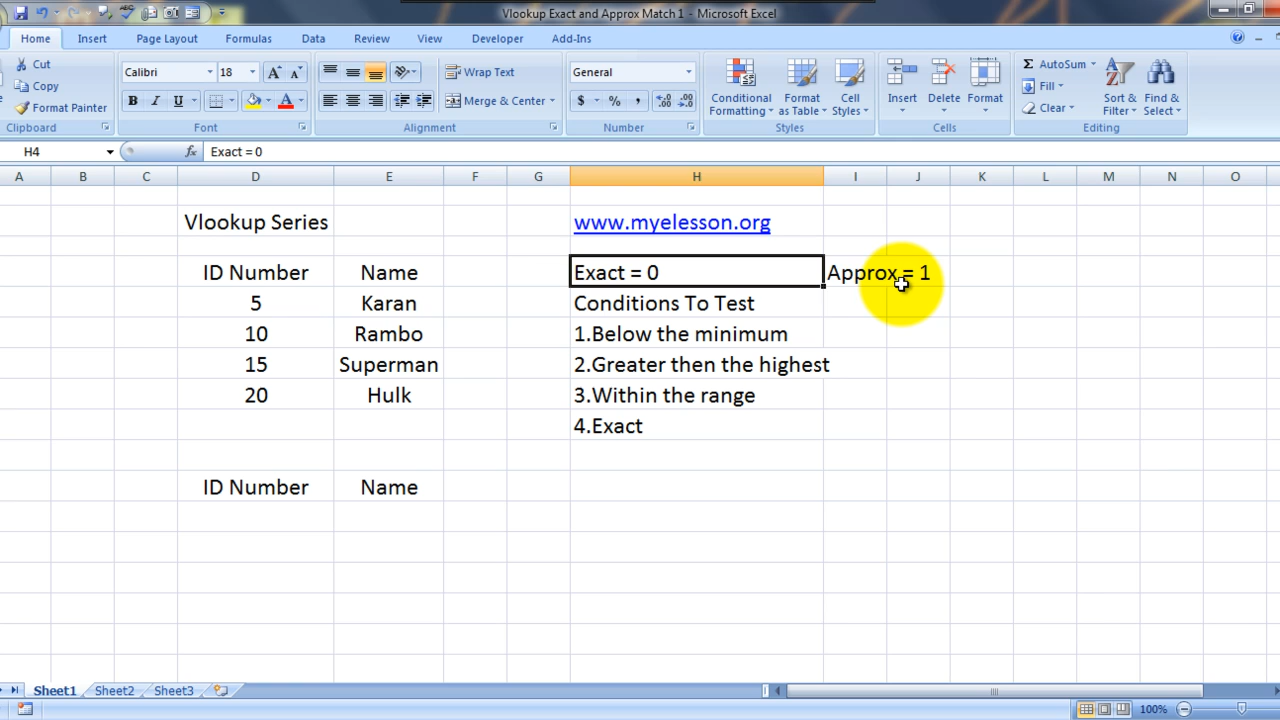 Vlookup Exact and Approx Match 1 - Microsoft Excel
Home Insert Page Layout Formulas Data Review View Developer Add-Ins
Cut
Copy
Format Painter
Clipboard
Calibri 18
B I U
Font
Wrap Text
Merge & Center
Alignment
General
$ % ,
Number
Conditional Formatting
Format as Table
Cell Styles
Styles
Insert Delete Format
Cells
AutoSum
Fill
Clear
Sort & Filter
Find & Select
Editing
H4 fx Exact = 0
A B C D E F G H I J K L M N O
Vlookup Series www.myelesson.org
ID Number Name Exact = 0 Approx = 1
5 Karan Conditions To Test
10 Rambo 1.Below the minimum
15 Superman 2.Greater then the highest
20 Hulk 3.Within the range
4.Exact
ID Number Name
Sheet1 Sheet2 Sheet3
100%